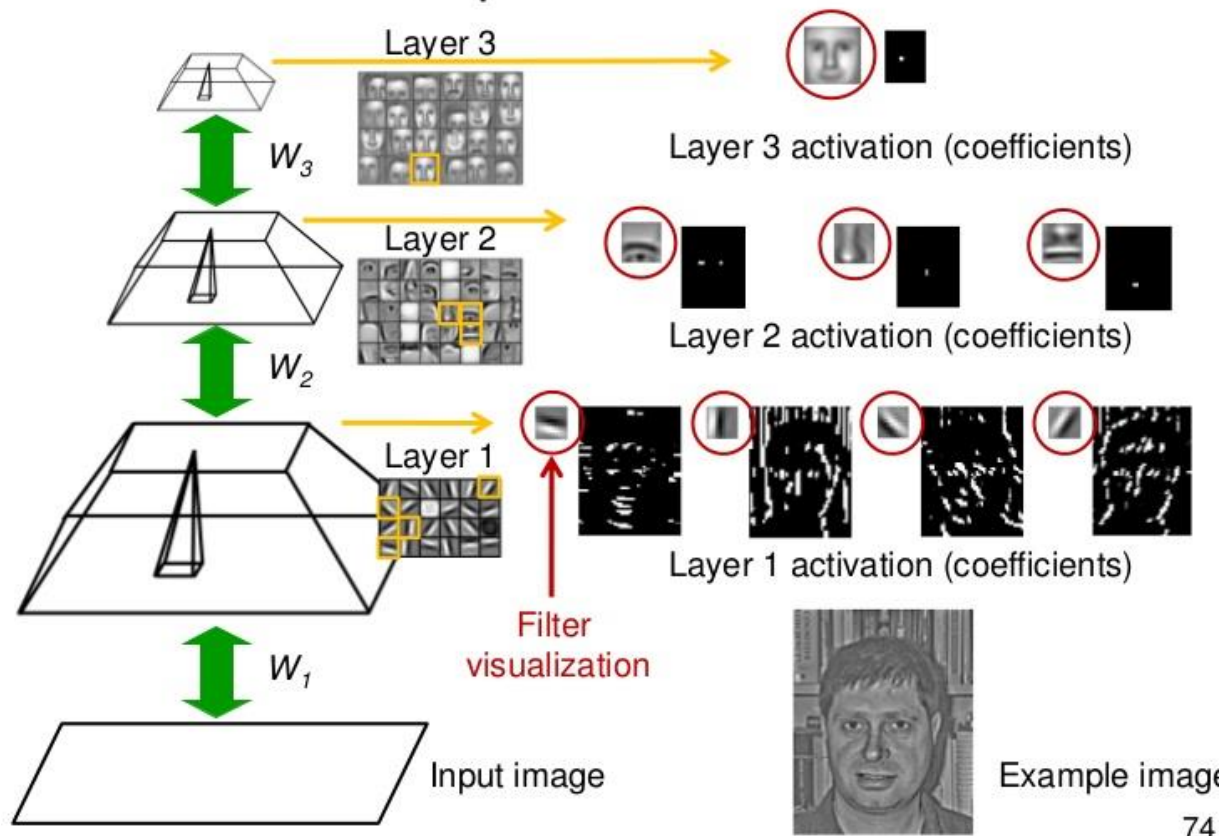 Layer 3
Layer 3 activation (coefficients)
W3
Layer 2
Layer 2 activation (coefficients)
W2
Layer 1
Layer 1 activation (coefficients)
Filter
visualization
W1
Input image
Example image
74